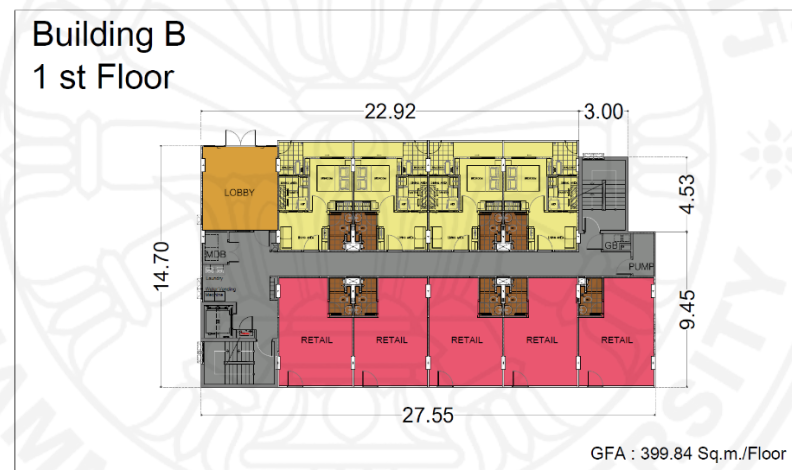 Building B
1 st Floor
22.92
3.00
LOBBY
4.53
14.70
MDB
GB
PUMP
9.45
RETAIL
RETAIL
RETAIL
RETAIL
RETAIL
27.55
GFA : 399.84 Sq.m./Floor